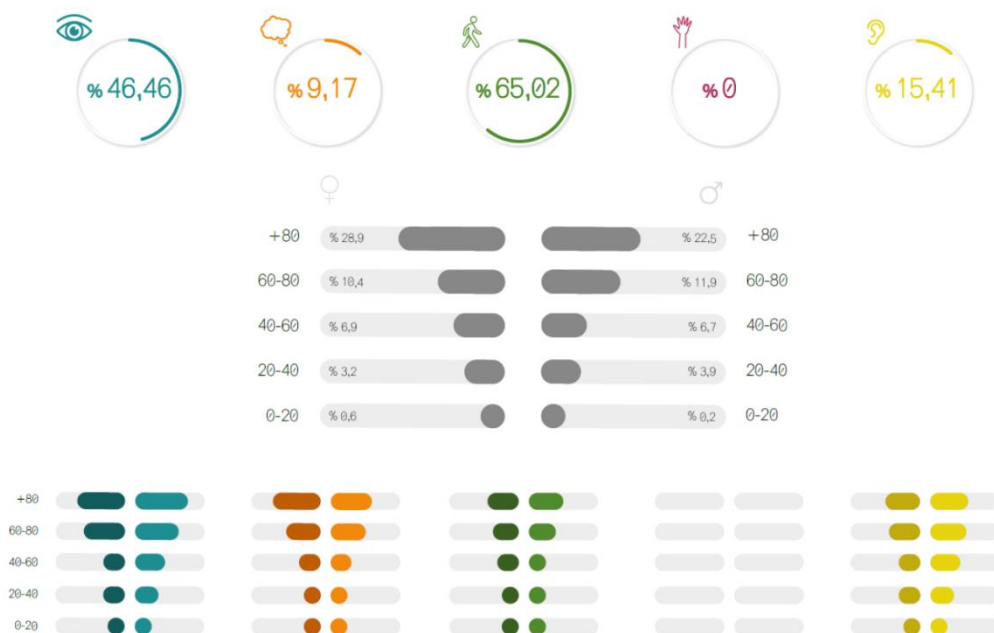 % 46,46 % 9,17 % 65,02 % 0 % 15,41
+80 % 28,9 % 22,5 +80
60-80 % 10,4 % 11,9 60-80
40-60 % 6,9 % 6,7 40-60
20-40 % 3,2 % 3,9 20-40
0-20 % 0,6 % 0,2 0-20
+80
60-80
40-60
20-40
0-20